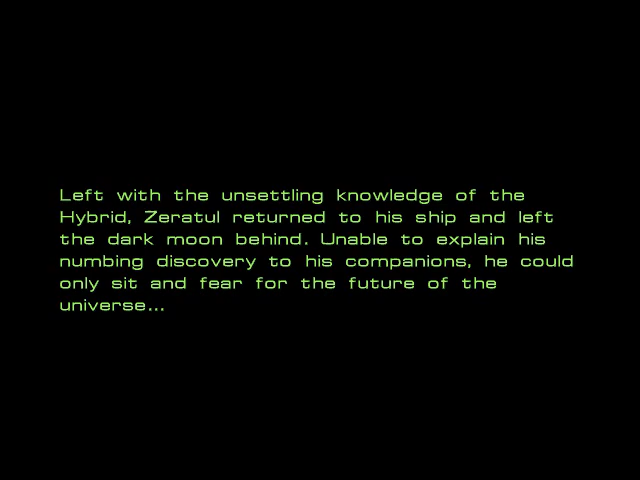 Left with the unsettling knowledge of the
Hybrid, Zeratul returned to his ship and left
the dark moon behind. Unable to explain his
numbing discovery to his companions, he could
only sit and fear for the future of the
universe...